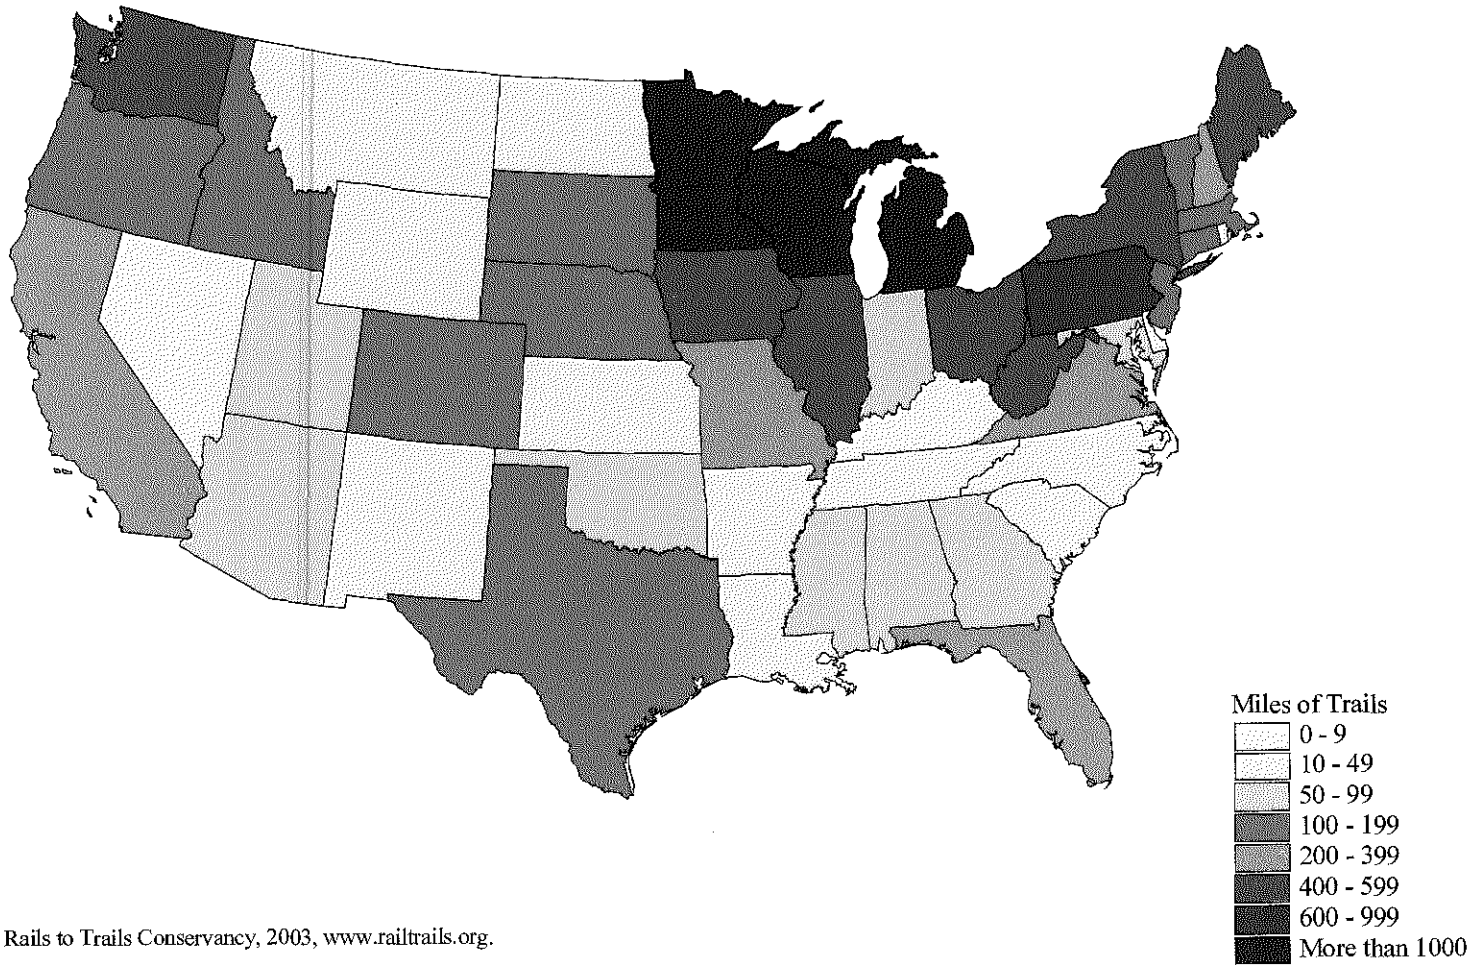 Miles of Trails
0 - 9
10 - 49
50 - 99
100 - 199
200 - 399
400 - 599
600 - 999
More than 1000
Rails to Trails Conservancy, 2003, www.railtrails.org.